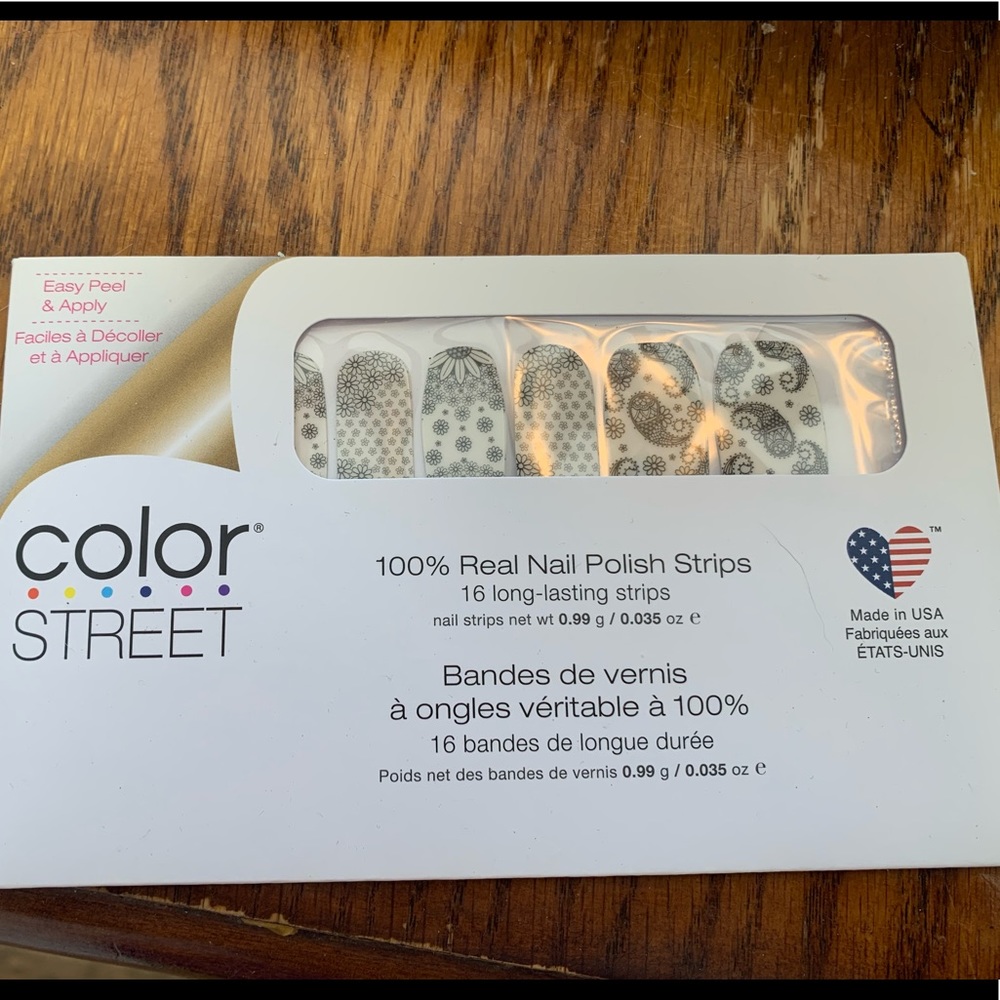 Easy Peel
& Apply
Faciles à Décoller
et à Appliquer
color®
STREET
100% Real Nail Polish Strips
16 long-lasting strips
nail strips net wt 0.99 g / 0.035 oz ℮
Bandes de vernis
à ongles véritable à 100%
16 bandes de longue durée
Poids net des bandes de vernis 0.99 g / 0.035 oz ℮
TM
Made in USA
Fabriquées aux
ÉTATS-UNIS